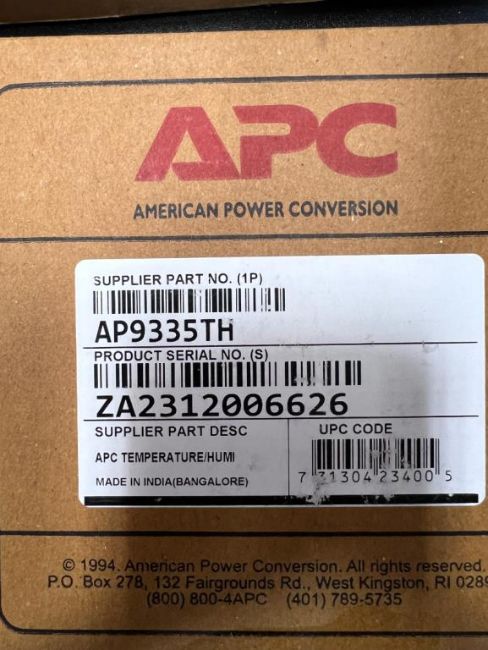 APC
AMERICAN POWER CONVERSION
SUPPLIER PART NO. (1P)
AP9335TH
PRODUCT SERIAL NO. (S)
ZA2312006626
SUPPLIER PART DESC
UPC CODE
APC TEMPERATURE/HUMI
MADE IN INDIA(BANGALORE)
7 31304 23400 5
© 1994. American Power Conversion. All rights reserved.
P.O. Box 278, 132 Fairgrounds Rd., West Kingston, RI 0289
(800) 800-4APC (401) 789-5735